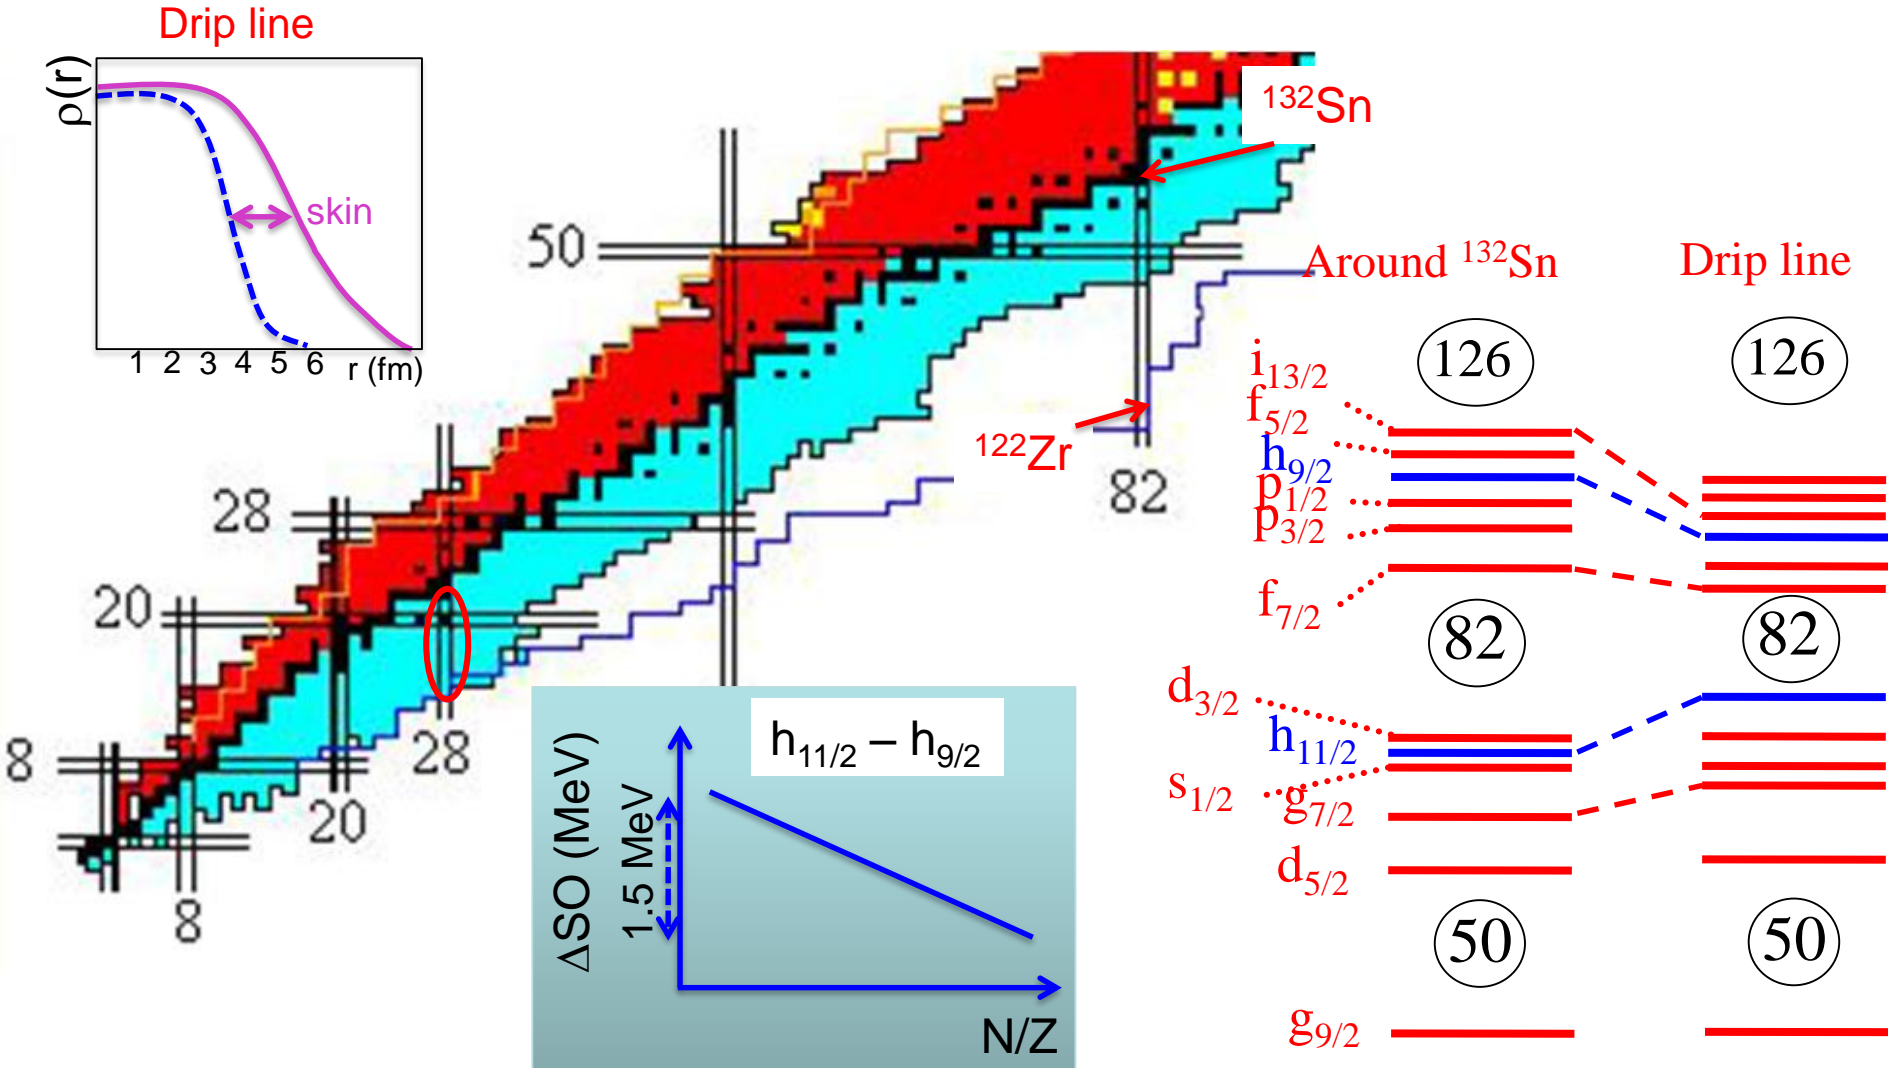 Drip line
ρ(r)
skin
1 2 3 4 5 6 r (fm)
132Sn
50
Around 132Sn
Drip line
126
126
i13/2
f5/2
h9/2
p1/2
p3/2
f7/2
122Zr
82
28
20
82
82
d3/2
h11/2
s1/2
g7/2
d5/2
8
28
20
8
h11/2 – h9/2
ΔSO (MeV)
1.5 MeV
N/Z
50
50
g9/2